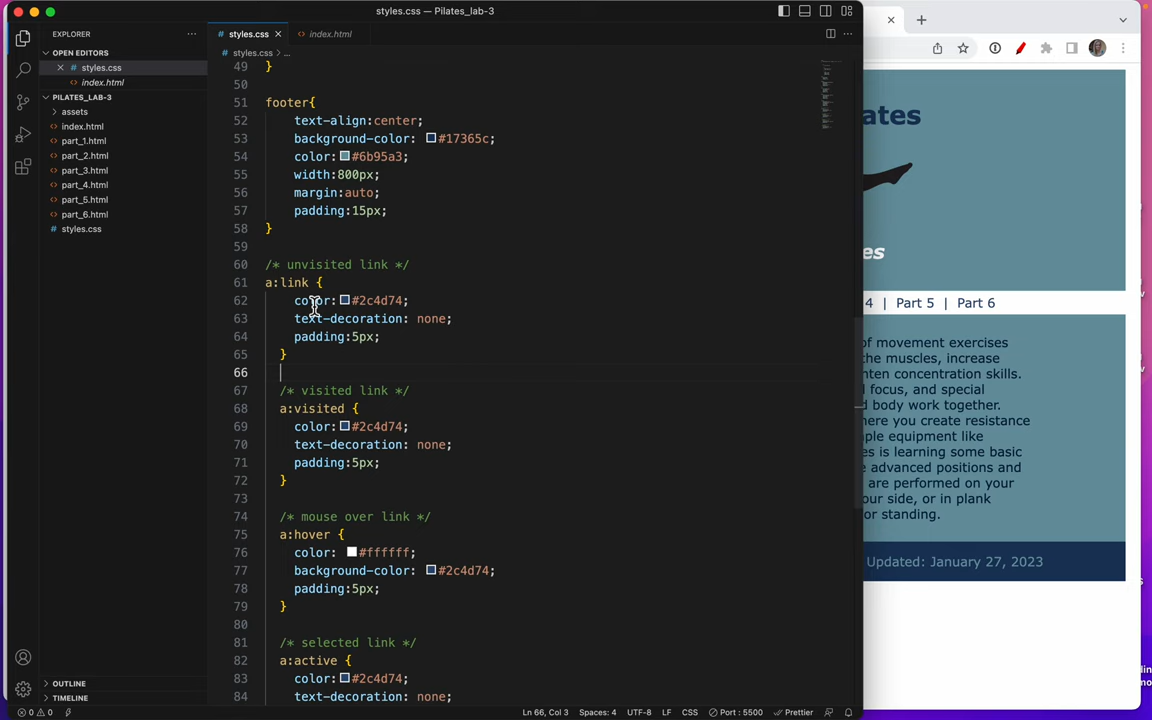 styles.css — Pilates_lab-3
EXPLORER
OPEN EDITORS
styles.css
index.html
PILATES_LAB-3
assets
index.html
part_1.html
part_2.html
part_3.html
part_4.html
part_5.html
part_6.html
styles.css
OUTLINE
TIMELINE
styles.css
index.html
styles.css > ...
49 }
50
51 footer{
52 text-align:center;
53 background-color: #17365c;
54 color:#6b95a3;
55 width:800px;
56 margin:auto;
57 padding:15px;
58 }
59
60 /* unvisited link */
61 a:link {
62 color:#2c4d74;
63 text-decoration: none;
64 padding:5px;
65 }
66
67 /* visited link */
68 a:visited {
69 color:#2c4d74;
70 text-decoration: none;
71 padding:5px;
72 }
73
74 /* mouse over link */
75 a:hover {
76 color: #ffffff;
77 background-color: #2c4d74;
78 padding:5px;
79 }
80
81 /* selected link */
82 a:active {
83 color:#2c4d74;
84 text-decoration: none;
0 0
Ln 66, Col 3 Spaces: 4 UTF-8 LF CSS Port : 5500 Prettier
ates
es
4 | Part 5 | Part 6
of movement exercises
the muscles, increase
ten concentration skills.
focus, and special
body work together.
ere you create resistance
ple equipment like
es is learning some basic
e advanced positions and
are performed on your
our side, or in plank
or standing.
Updated: January 27, 2023